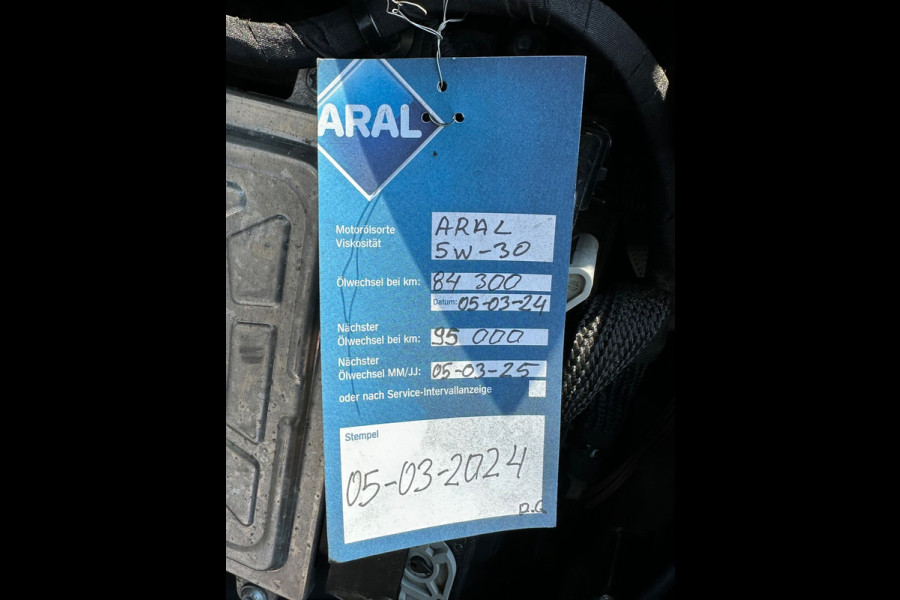 ARAL
Motorölsorte
Viskosität
ARAL
5W-30
Ölwechsel bei km: 84 300
Datum: 05-03-24
Nächster
Ölwechsel bei km: 95 000
Nächster
Ölwechsel MM/JJ: 05-03-25
oder nach Service-Intervallanzeige
Stempel
05-03-2024